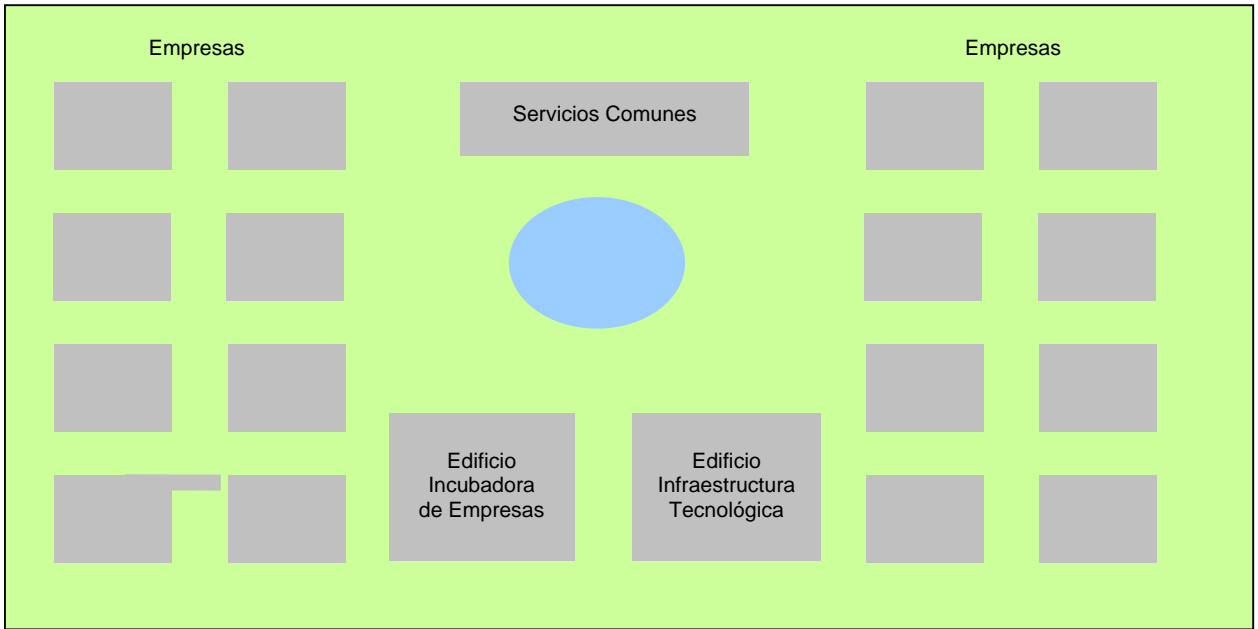 Empresas
Empresas
Servicios Comunes
Edificio
Incubadora
de Empresas
Edificio
Infraestructura
Tecnológica